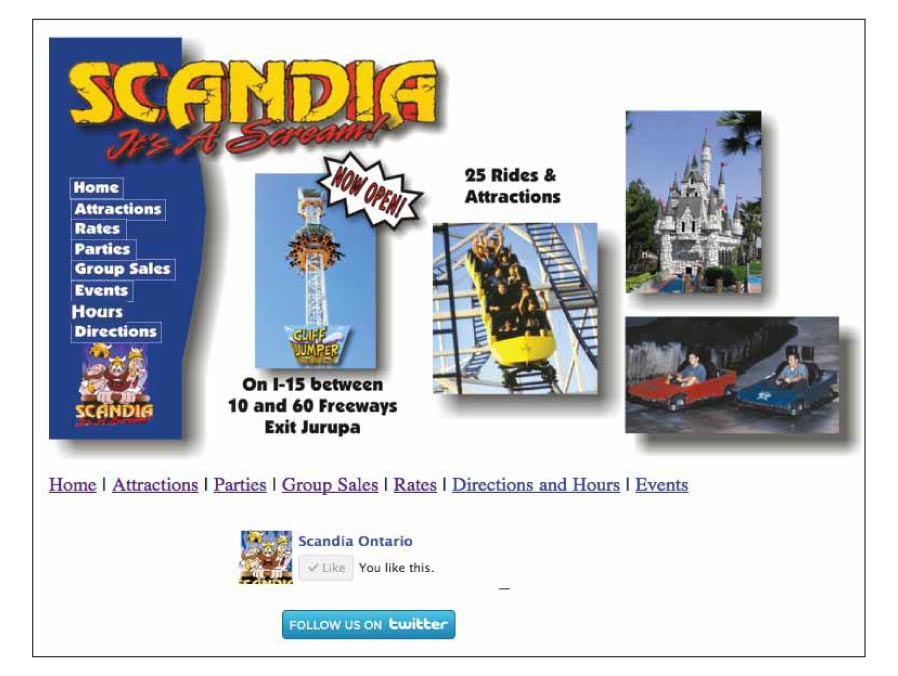 SCANDIA
It's A Scream!
Home
Attractions
Rates
Parties
Group Sales
Events
Hours
Directions
SCANDIA
NOW OPEN!
CLIFF
JUMPER
On I-15 between
10 and 60 Freeways
Exit Jurupa
25 Rides &
Attractions
Home | Attractions | Parties | Group Sales | Rates | Directions and Hours | Events
Scandia Ontario
✓ Like You like this.
FOLLOW US ON twitter